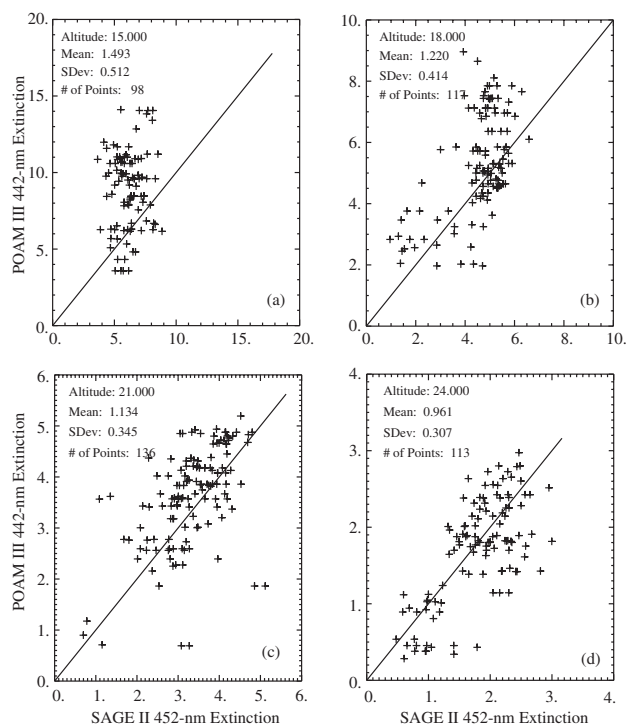 20.
15.
10.
5.
0.
0.
5.
10.
15.
20.
POAM III 442-nm Extinction
Altitude: 15.000
Mean: 1.493
SDev: 0.512
# of Points: 98
(a)
10.
8.
6.
4.
2.
0.
0.
2.
4.
6.
8.
10.
Altitude: 18.000
Mean: 1.220
SDev: 0.414
# of Points: 117
(b)
6.
5.
4.
3.
2.
1.
0.
0.
1.
2.
3.
4.
5.
6.
POAM III 442-nm Extinction
SAGE II 452-nm Extinction
Altitude: 21.000
Mean: 1.134
SDev: 0.345
# of Points: 136
(c)
4.
3.
2.
1.
0.
0.
1.
2.
3.
4.
SAGE II 452-nm Extinction
Altitude: 24.000
Mean: 0.961
SDev: 0.307
# of Points: 113
(d)